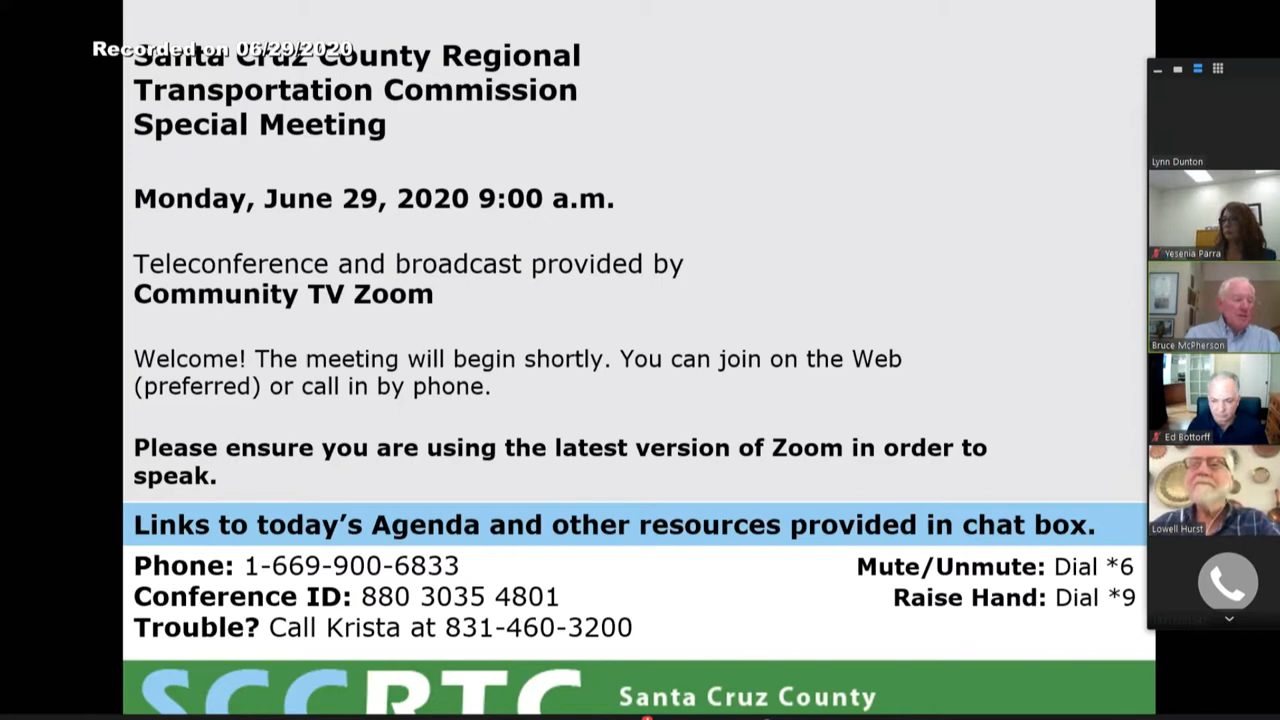 Recorded on 06/29/2020
Santa Cruz County Regional
Transportation Commission
Special Meeting
Monday, June 29, 2020 9:00 a.m.
Teleconference and broadcast provided by
Community TV Zoom
Welcome! The meeting will begin shortly. You can join on the Web
(preferred) or call in by phone.
Please ensure you are using the latest version of Zoom in order to
speak.
Links to today's Agenda and other resources provided in chat box.
Phone: 1-669-900-6833
Mute/Unmute: Dial *6
Conference ID: 880 3035 4801
Raise Hand: Dial *9
Trouble? Call Krista at 831-460-3200
SCCRTC
Santa Cruz County
Lynn Dunton
Yesenia Parra
Bruce McPherson
Ed Bottorff
Lowell Hurst